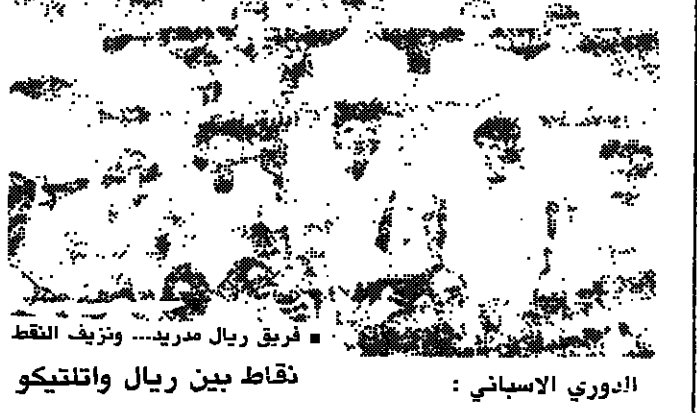 ■ فريق ريال مدريد... ونزيف النقط
الدوري الاسباني :
نقاط بين ريال واتلتيكو